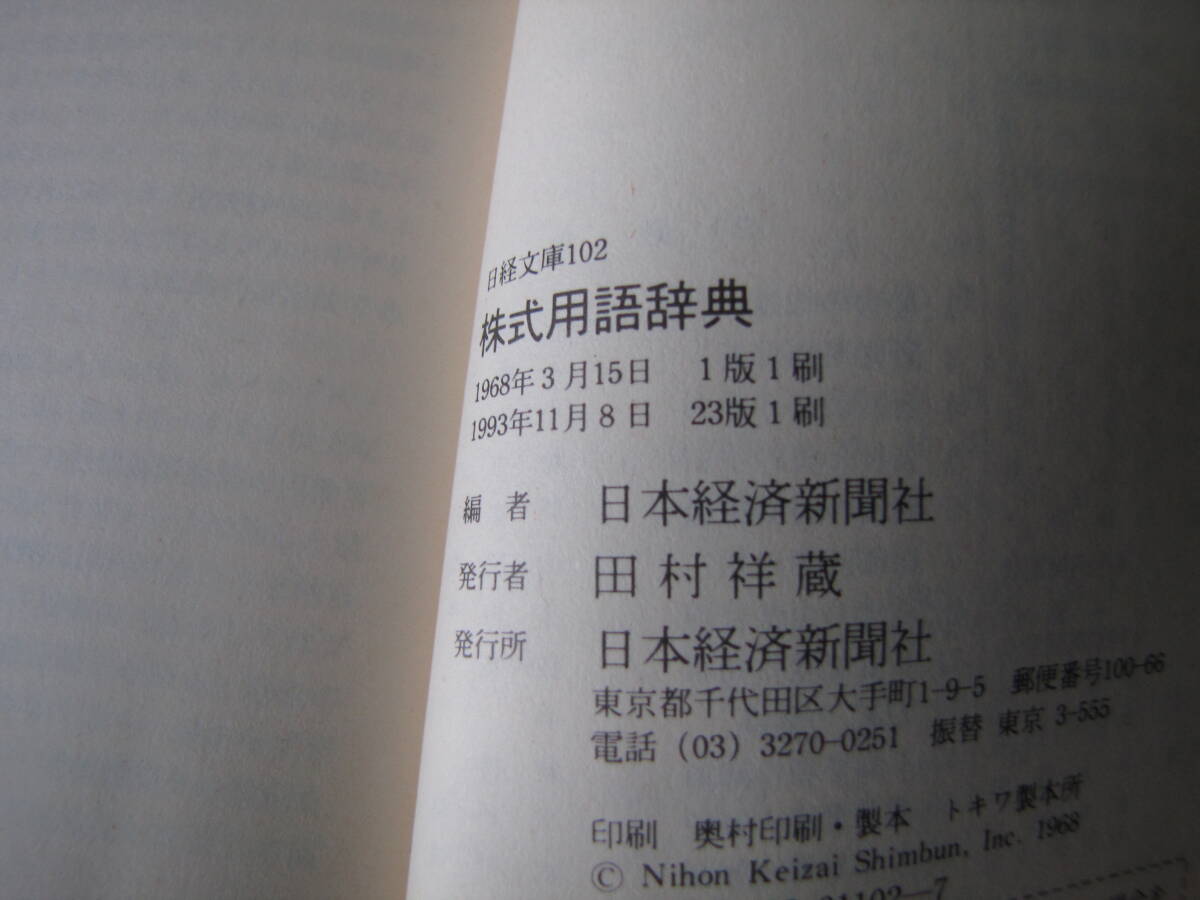 日経文庫102
株式用語辞典
1968年3月15日 1版1刷
1993年11月8日 23版1刷
編者 日本経済新聞社
発行者 田村祥蔵
発行所 日本経済新聞社
東京都千代田区大手町1-9-5 郵便番号100-66
電話 (03) 3270-0251 振替 東京 3-555
印刷 奥村印刷・製本 トキワ製本所
© Nihon Keizai Shimbun, Inc. 1968